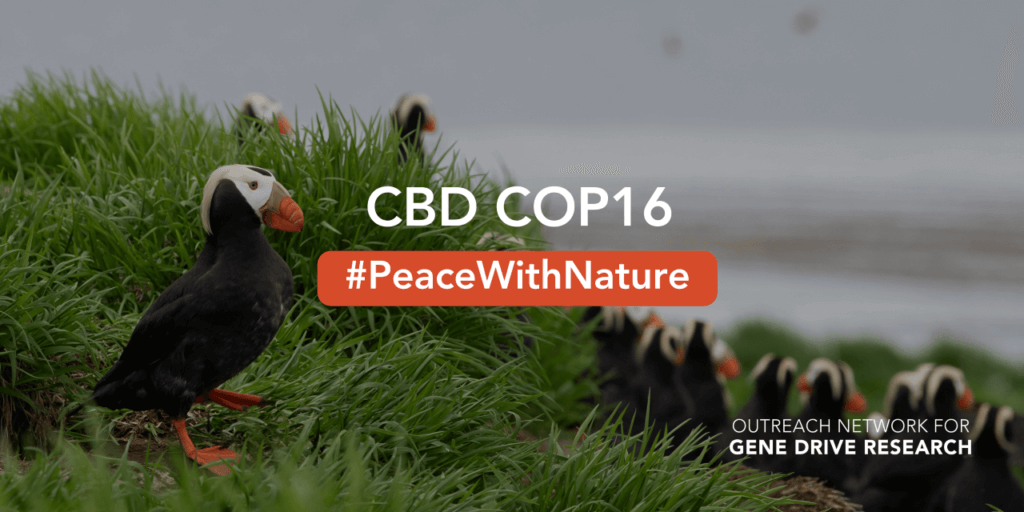 CBD COP16
#PeaceWithNature
OUTREACH NETWORK FOR
GENE DRIVE RESEARCH